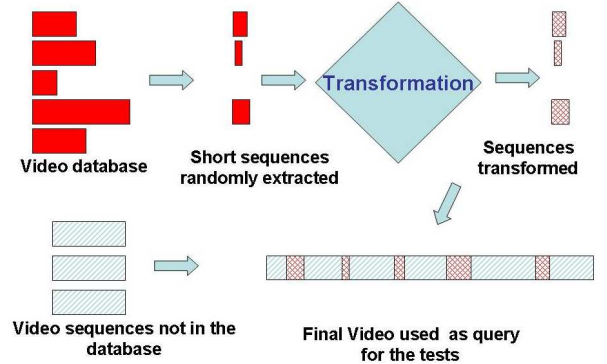 Transformation
Video database
Short sequences
randomly extracted
Sequences
transformed
Video sequences not in the
database
Final Video used as query
for the tests